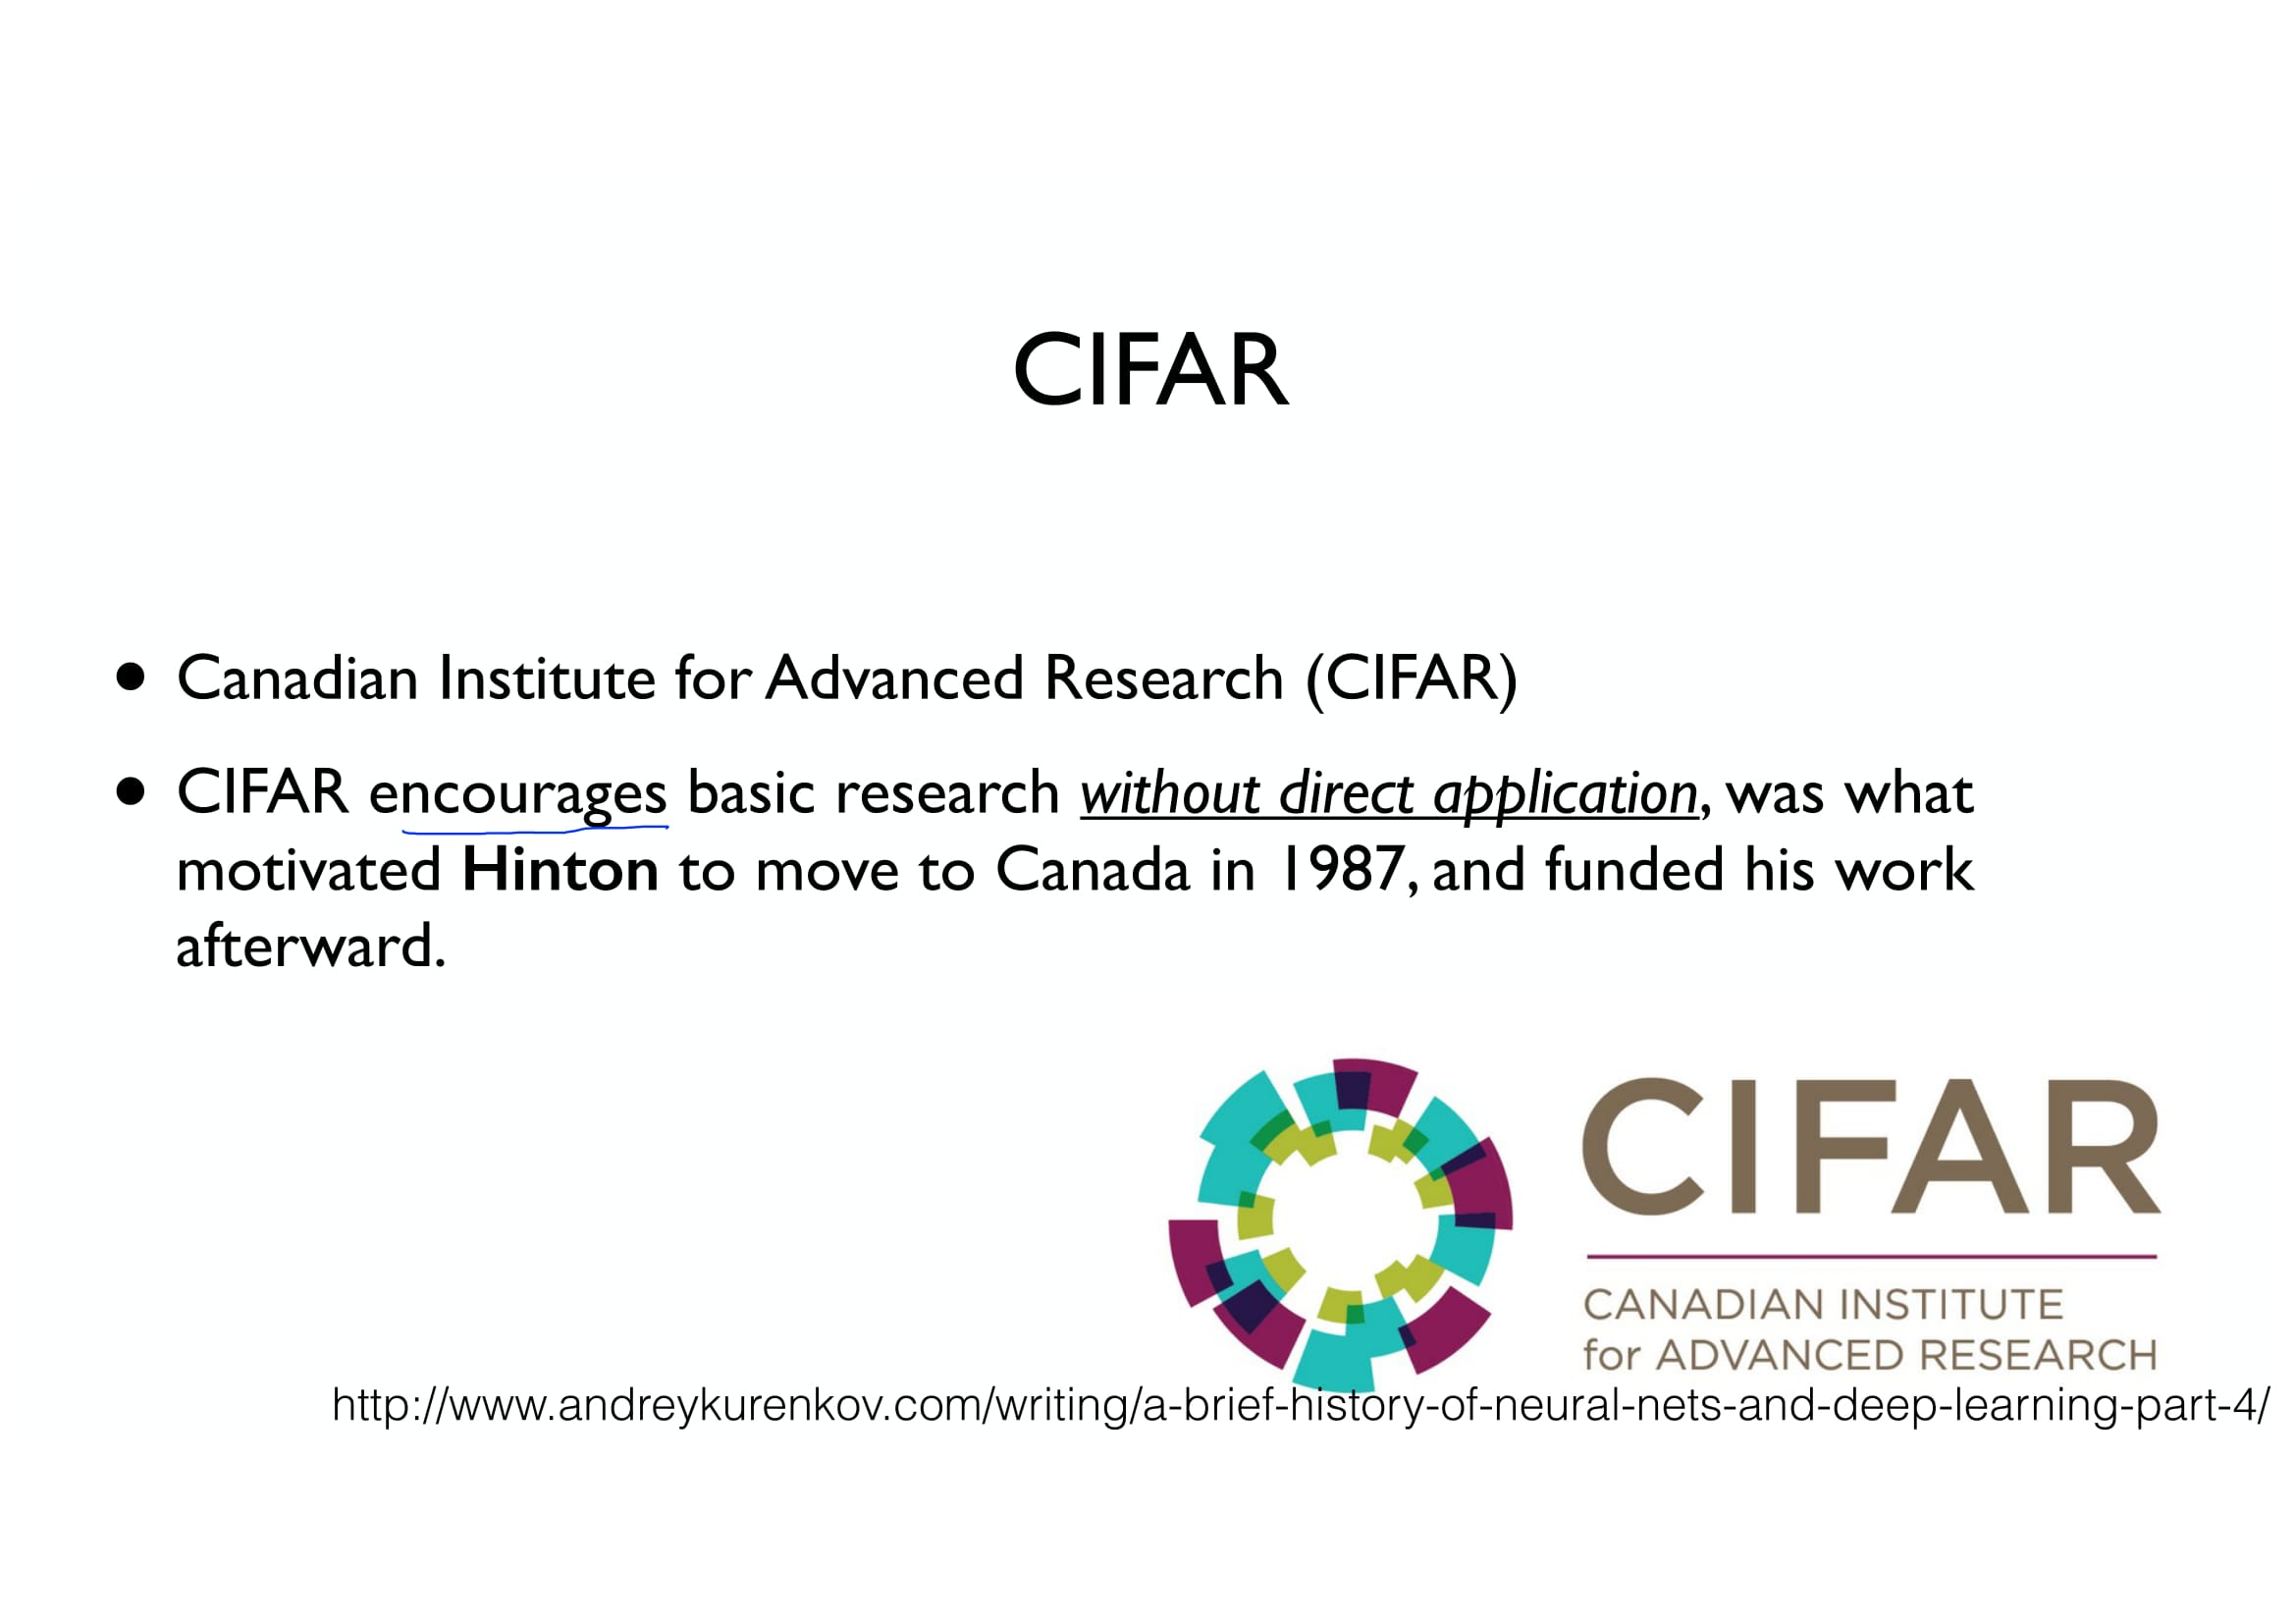 CIFAR
• Canadian Institute for Advanced Research (CIFAR)
• CIFAR encourages basic research without direct application, was what
motivated Hinton to move to Canada in 1987, and funded his work
afterward.
CIFAR
CANADIAN INSTITUTE
for ADVANCED RESEARCH
http://www.andreykurenkov.com/writing/a-brief-history-of-neural-nets-and-deep-learning-part-4/